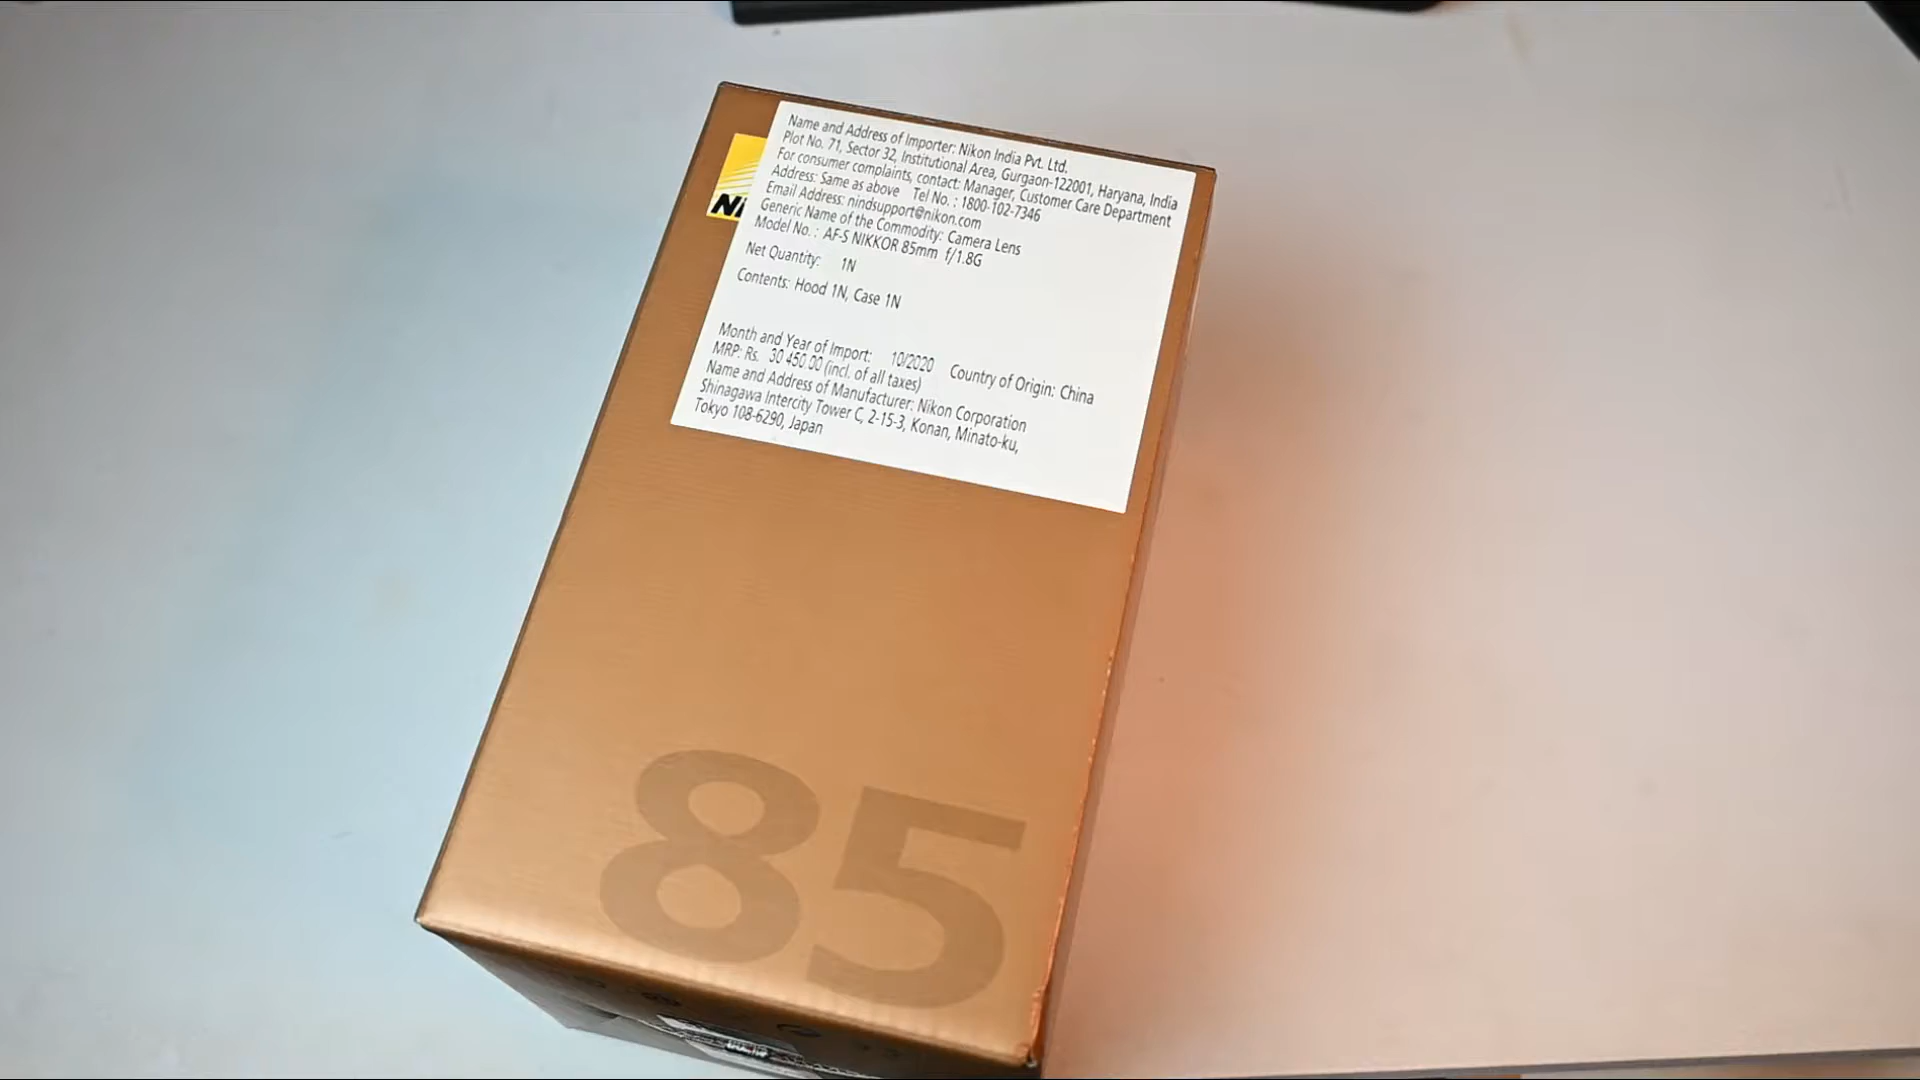 Name and Address of Importer: Nikon India Pvt. Ltd.
Plot No. 71, Sector 32, Institutional Area, Gurgaon-122001, Haryana, India
For consumer complaints, contact: Manager, Customer Care Department
Address: Same as above Tel No. : 1800-102-7346
Email Address: nindsupport@nikon.com
Generic Name of the Commodity: Camera Lens
Model No. : AF-S NIKKOR 85mm f/1.8G
Net Quantity: 1N
Contents: Hood 1N, Case 1N
Month and Year of Import: 10/2020 Country of Origin: China
MRP: Rs. 30 450.00 (incl. of all taxes)
Name and Address of Manufacturer: Nikon Corporation
Shinagawa Intercity Tower C, 2-15-3, Konan, Minato-ku,
Tokyo 108-6290, Japan
85